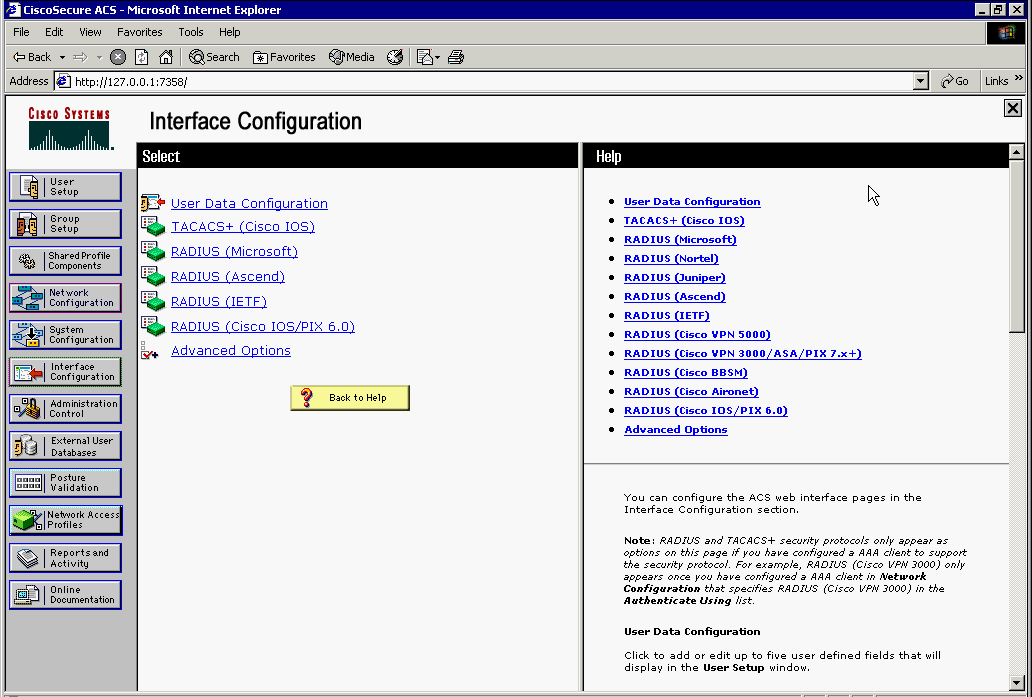 CiscoSecure ACS - Microsoft Internet Explorer
File Edit View Favorites Tools Help
Back Search Favorites Media
Address http://127.0.0.1:7358/ Go Links »
CISCO SYSTEMS
Interface Configuration
User
Setup
Group
Setup
Shared Profile
Components
Network
Configuration
System
Configuration
Interface
Configuration
Administration
Control
External User
Databases
Posture
Validation
Network Access
Profiles
Reports and
Activity
Online
Documentation
Select
User Data Configuration
TACACS+ (Cisco IOS)
RADIUS (Microsoft)
RADIUS (Ascend)
RADIUS (IETF)
RADIUS (Cisco IOS/PIX 6.0)
Advanced Options
? Back to Help
Help
• User Data Configuration
• TACACS+ (Cisco IOS)
• RADIUS (Microsoft)
• RADIUS (Nortel)
• RADIUS (Juniper)
• RADIUS (Ascend)
• RADIUS (IETF)
• RADIUS (Cisco VPN 5000)
• RADIUS (Cisco VPN 3000/ASA/PIX 7.x+)
• RADIUS (Cisco BBSM)
• RADIUS (Cisco Aironet)
• RADIUS (Cisco IOS/PIX 6.0)
• Advanced Options
You can configure the ACS web interface pages in the
Interface Configuration section.
Note: RADIUS and TACACS+ security protocols only appear as
options on this page if you have configured a AAA client to support
the security protocol. For example, RADIUS (Cisco VPN 3000) only
appears once you have configured a AAA client in Network
Configuration that specifies RADIUS (Cisco VPN 3000) in the
Authenticate Using list.
User Data Configuration
Click to add or edit up to five user defined fields that will
display in the User Setup window.